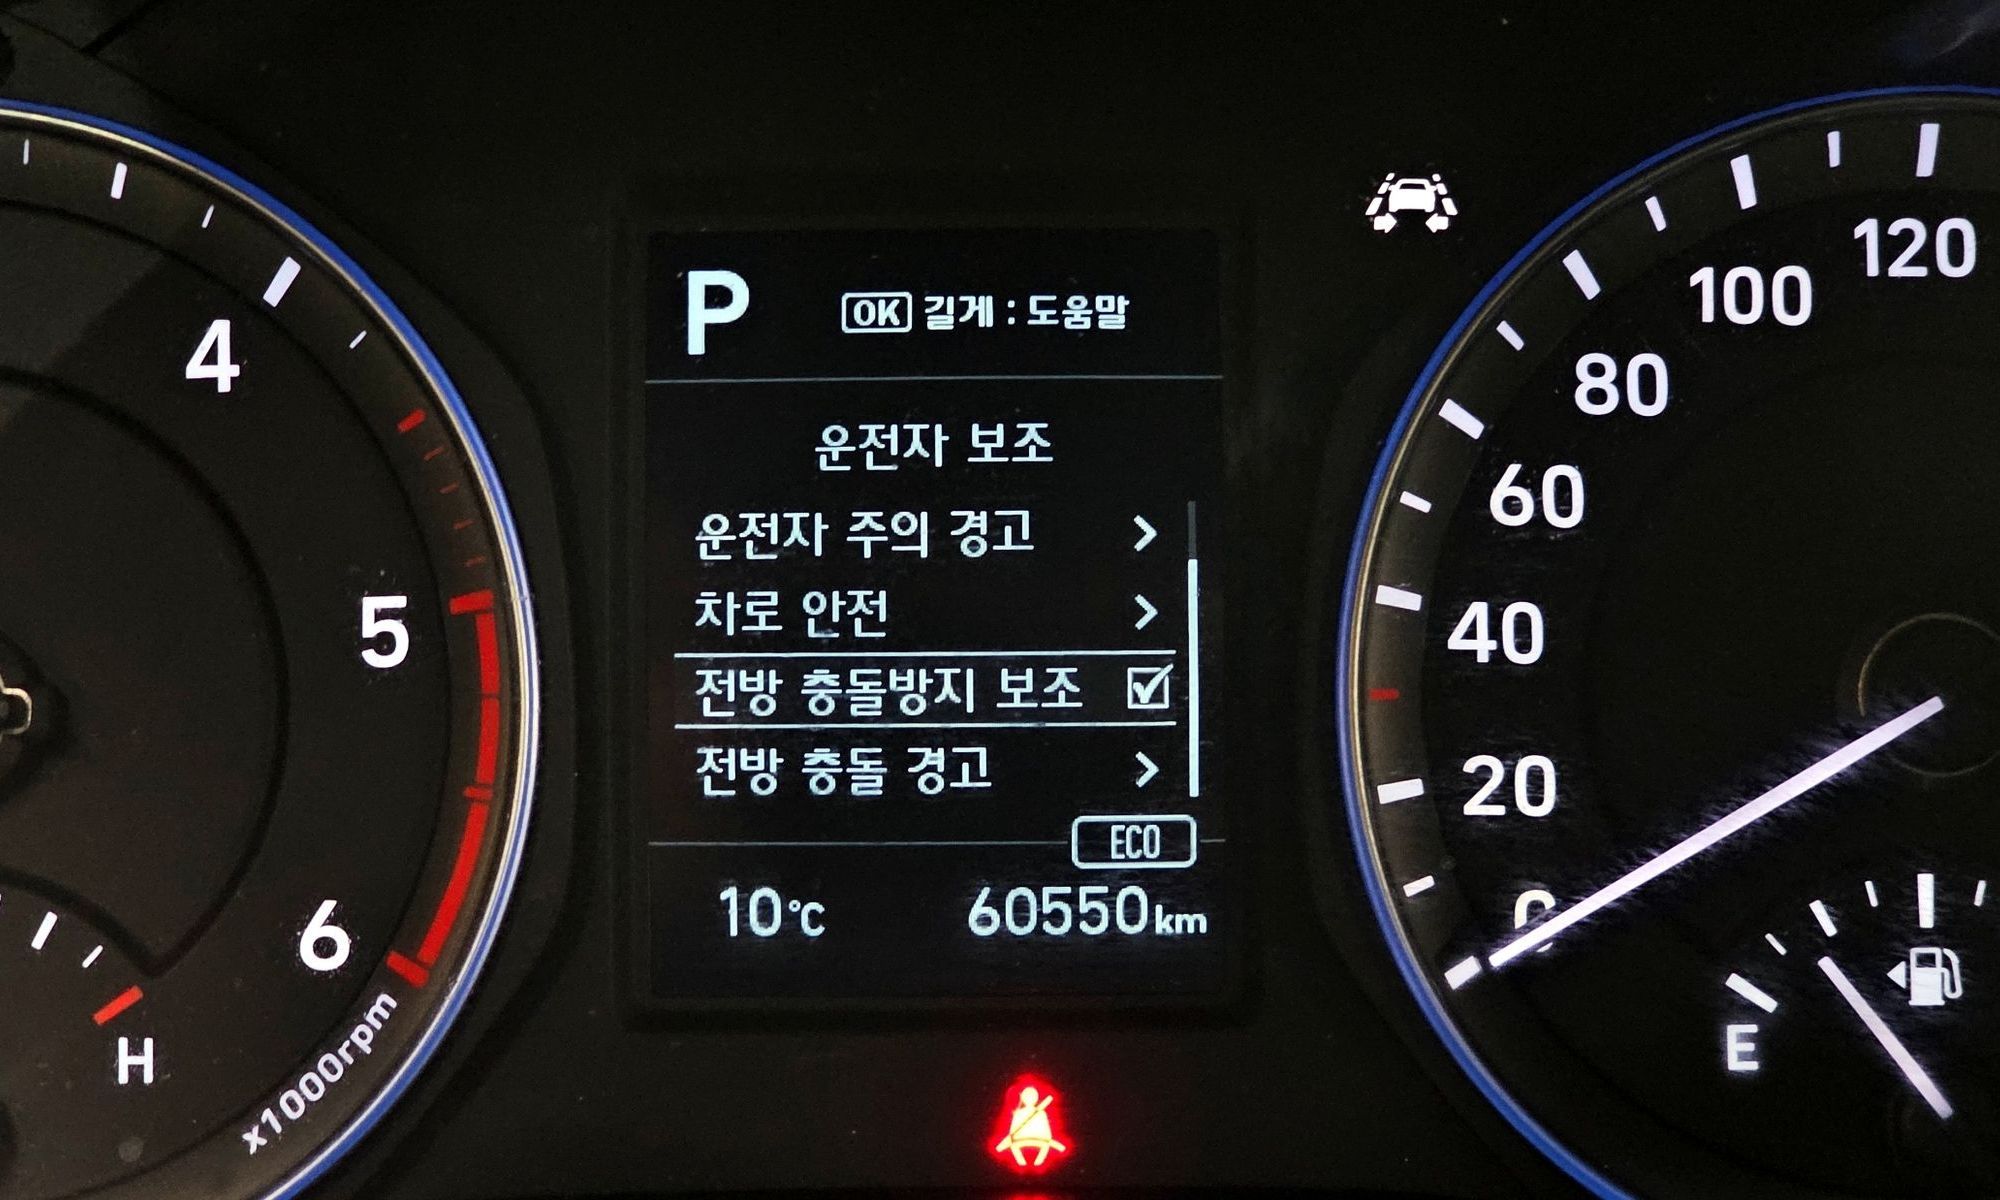 P
OK 길게 : 도움말
운전자 보조
운전자 주의 경고
차로 안전
전방 충돌방지 보조
전방 충돌 경고
ECO
10℃ 60550km
4
5
6
x1000rpm
H
120
100
80
60
40
20
0
E